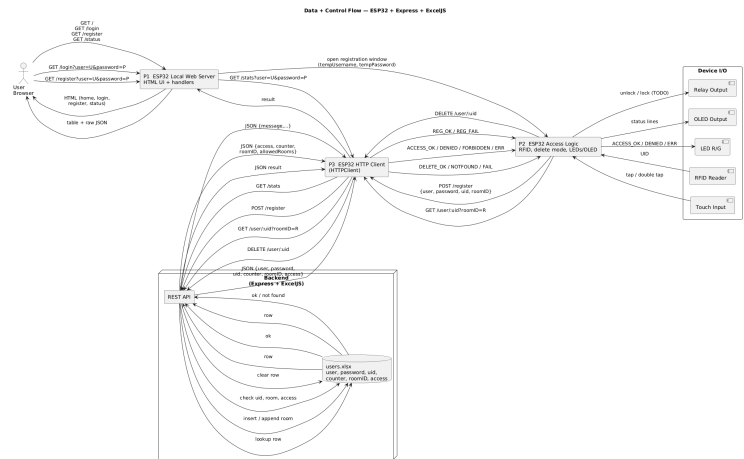 Data + Control Flow — ESP32 + Express + ExcelJS
GET /
GET /login
GET /register
GET /status
GET /login?user=U&password=P
GET /register?user=U&password=P
User
Browser
HTML (home, login,
register, status)
table + raw JSON
P1 ESP32 Local Web Server
HTML UI + handlers
open registration window
(tempUsername, tempPassword)
GET /stats?user=U&password=P
result
JSON {message,...}
JSON {access, counter,
roomID, allowedRooms}
JSON result
GET /stats
POST /register
GET /user/:uid?roomID=R
DELETE /user/:uid
JSON {user, password,
uid, counter, roomID, access}
P3 ESP32 HTTP Client
(HTTPClient)
DELETE /user/:uid
REG_OK / REG_FAIL
ACCESS_OK / DENIED / FORBIDDEN / ERR
DELETE_OK / NOTFOUND / FAIL
POST /register
{user, password, uid, roomID}
GET /user/:uid?roomID=R
P2 ESP32 Access Logic
RFID, delete mode, LEDs/OLED
unlock / lock (TODO)
status lines
ACCESS_OK / DENIED / ERR
UID
tap / double tap
Device I/O
Relay Output
OLED Output
LED R/G
RFID Reader
Touch Input
Backend
(Express + ExcelJS)
REST API
ok / not found
row
ok
row
clear row
check uid, room, access
insert / append room
lookup row
users.xlsx
user, password, uid,
counter, roomID, access